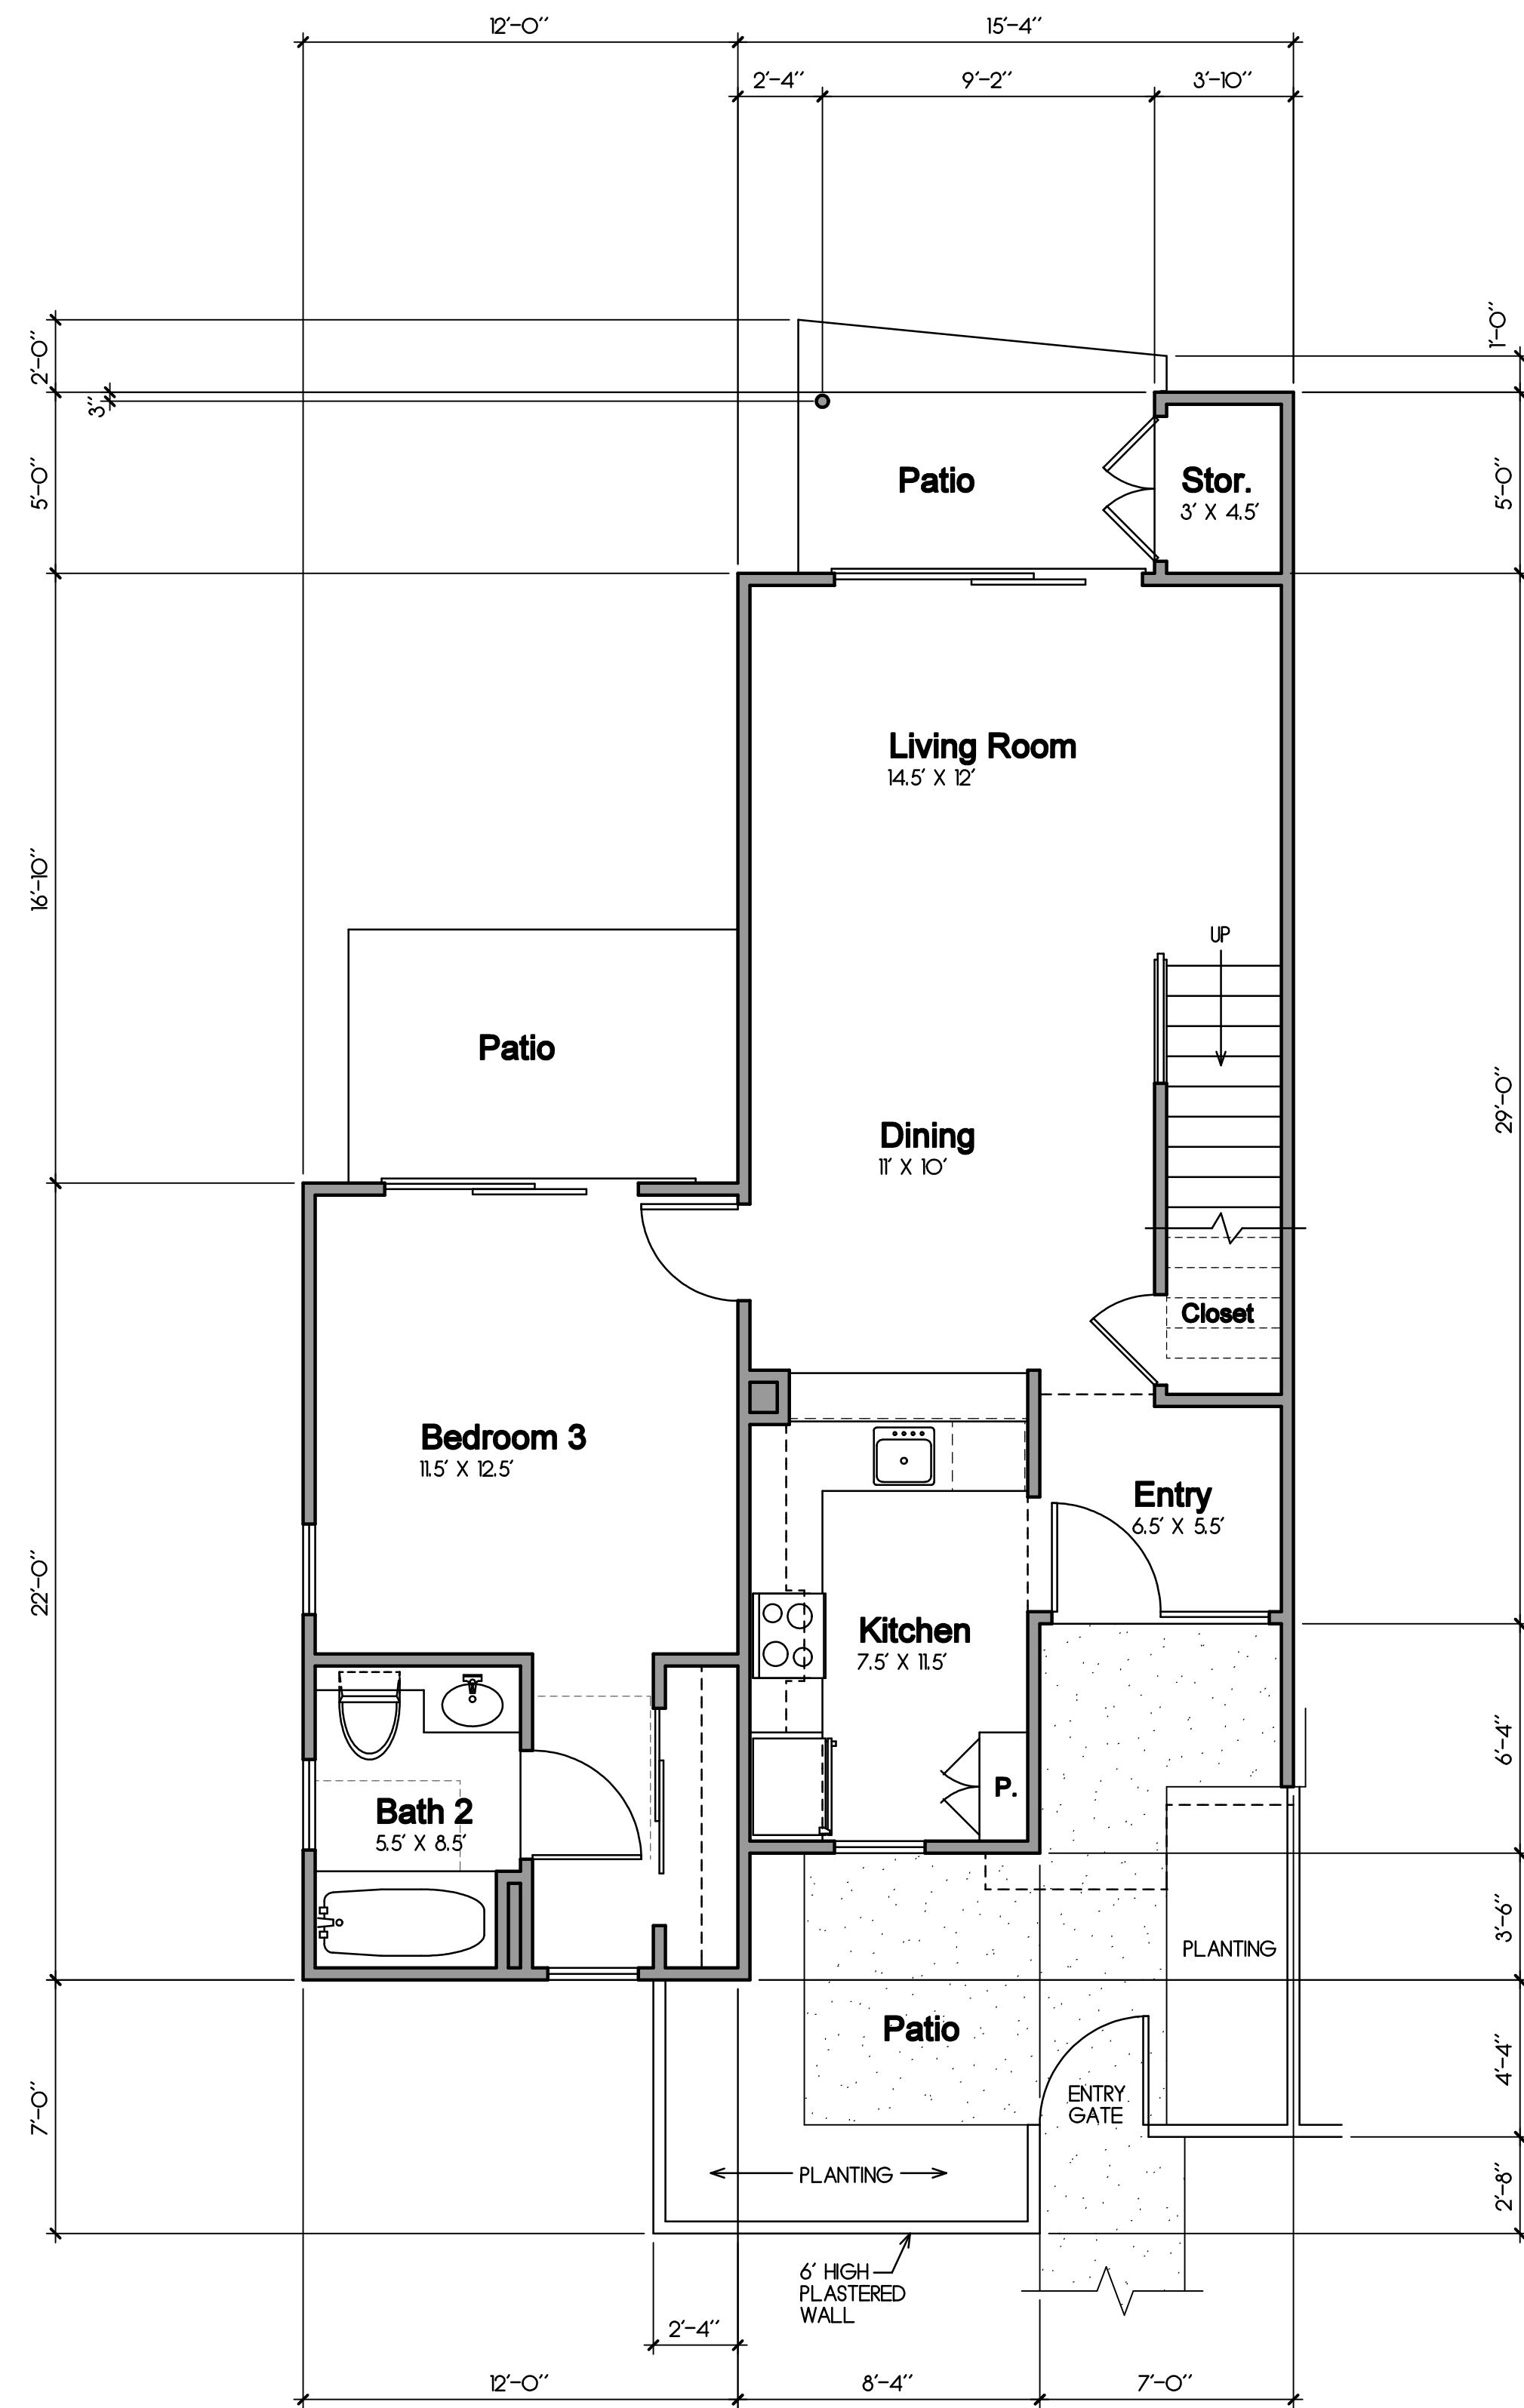 12'-0" 15'-4"
2'-4" 9'-2" 3'-10"
2'-0"
1'-0"
3"
5'-0"
Patio
Stor.
3' X 4.5'
5'-0"
Living Room
14.5' X 12'
16'-10"
UP
Patio
Dining
11' X 10'
29'-0"
Closet
Bedroom 3
11.5' X 12.5'
Entry
6.5' X 5.5'
22'-0"
Kitchen
7.5' X 11.5'
6'-4"
P.
Bath 2
5.5' X 8.5'
3'-6"
PLANTING
Patio
4'-4"
ENTRY
GATE
7'-0"
PLANTING
2'-8"
6' HIGH
PLASTERED
WALL
2'-4"
12'-0" 8'-4" 7'-0"